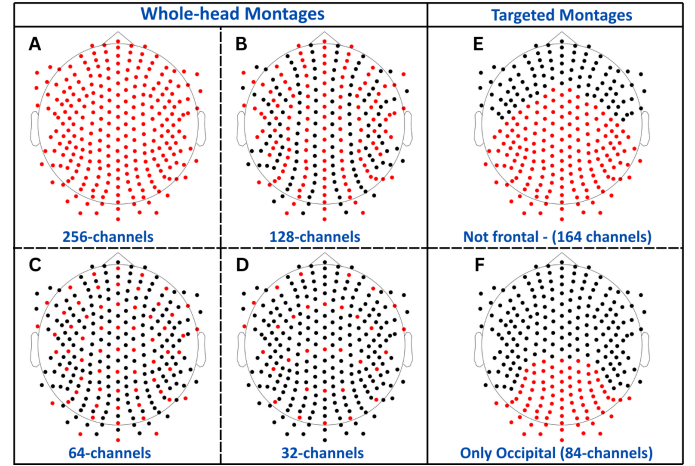 Whole-head Montages
Targeted Montages
A
B
E
256-channels
128-channels
Not frontal - (164 channels)
C
D
F
64-channels
32-channels
Only Occipital (84-channels)